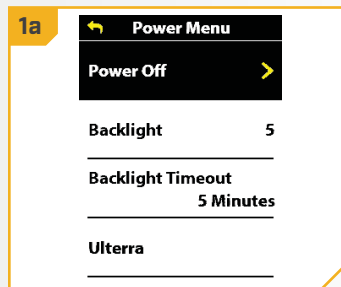 1a
Power Menu
Power Off
Backlight 5
Backlight Timeout
5 Minutes
Ulterra